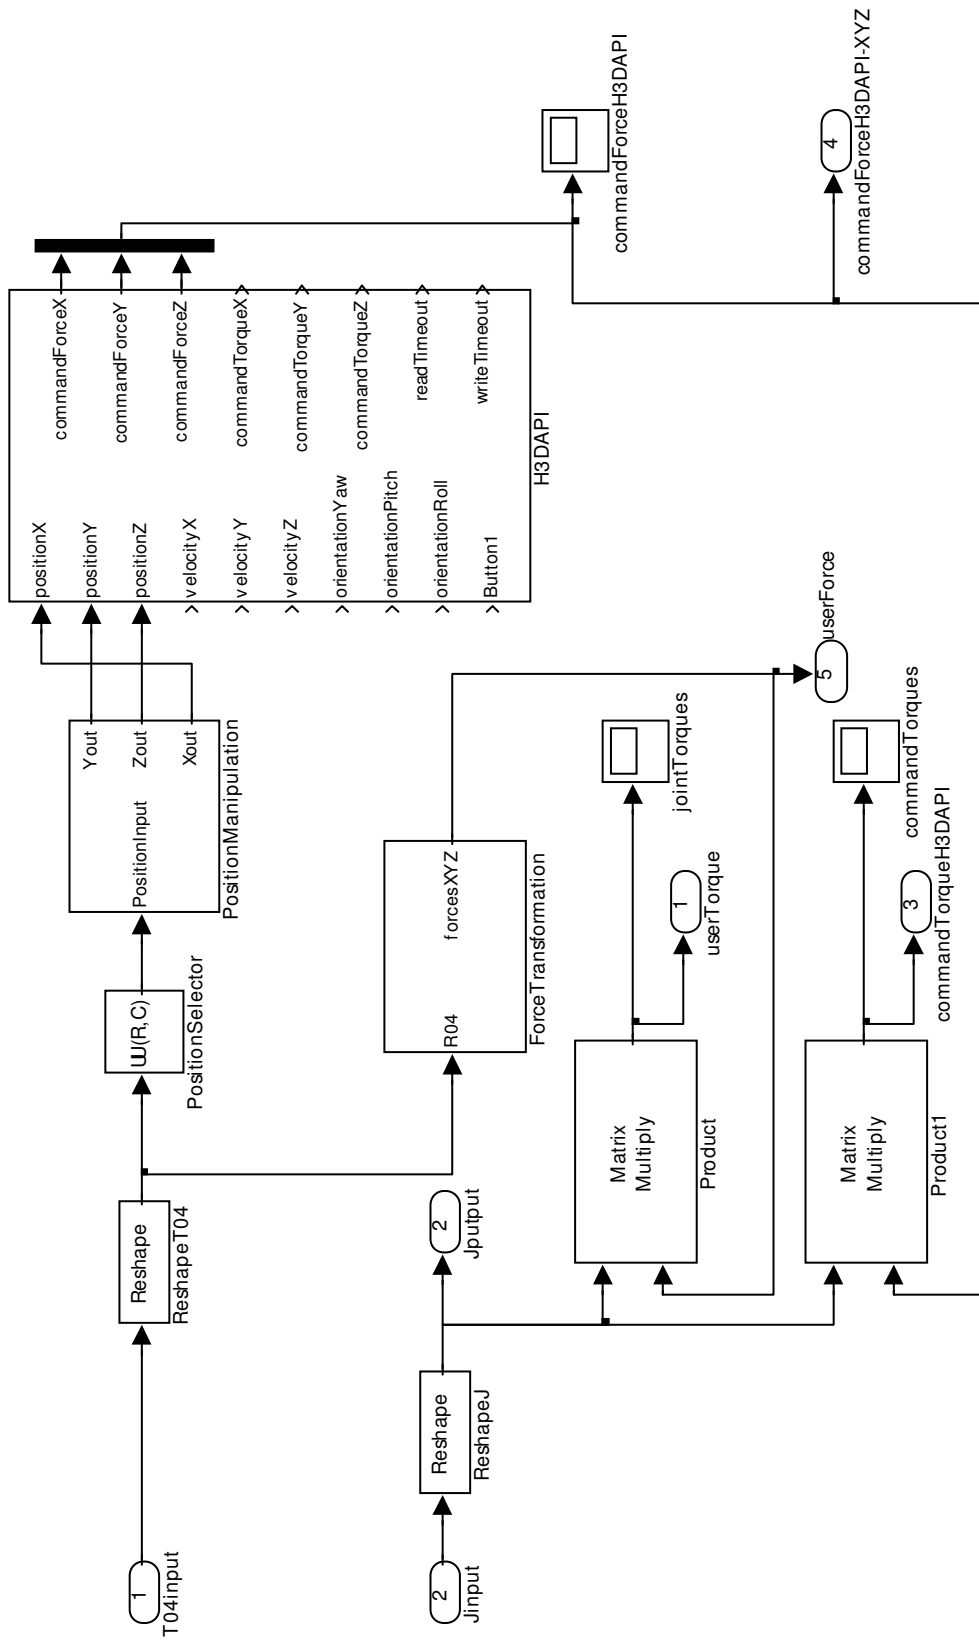 1
T04input
Reshape
ReshapeT04
U(R,C)
PositionSelector
PositionInput
Yout
Zout
Xout
PositionManipulation
positionX
positionY
positionZ
velocityX
velocityY
velocityZ
orientationYaw
orientationPitch
orientationRoll
Button1
commandForceX
commandForceY
commandForceZ
commandTorqueX
commandTorqueY
commandTorqueZ
readTimeout
writeTimeout
H3DAPI
commandForceH3DAPI
4
commandForceH3DAPI-XYZ
R04
forcesXYZ
ForceTransformation
5
userForce
2
Jinput
Reshape
ReshapeJ
2
Jputput
Matrix
Multiply
Product
jointTorques
1
userTorque
Matrix
Multiply
Product1
commandTorques
3
commandTorqueH3DAPI